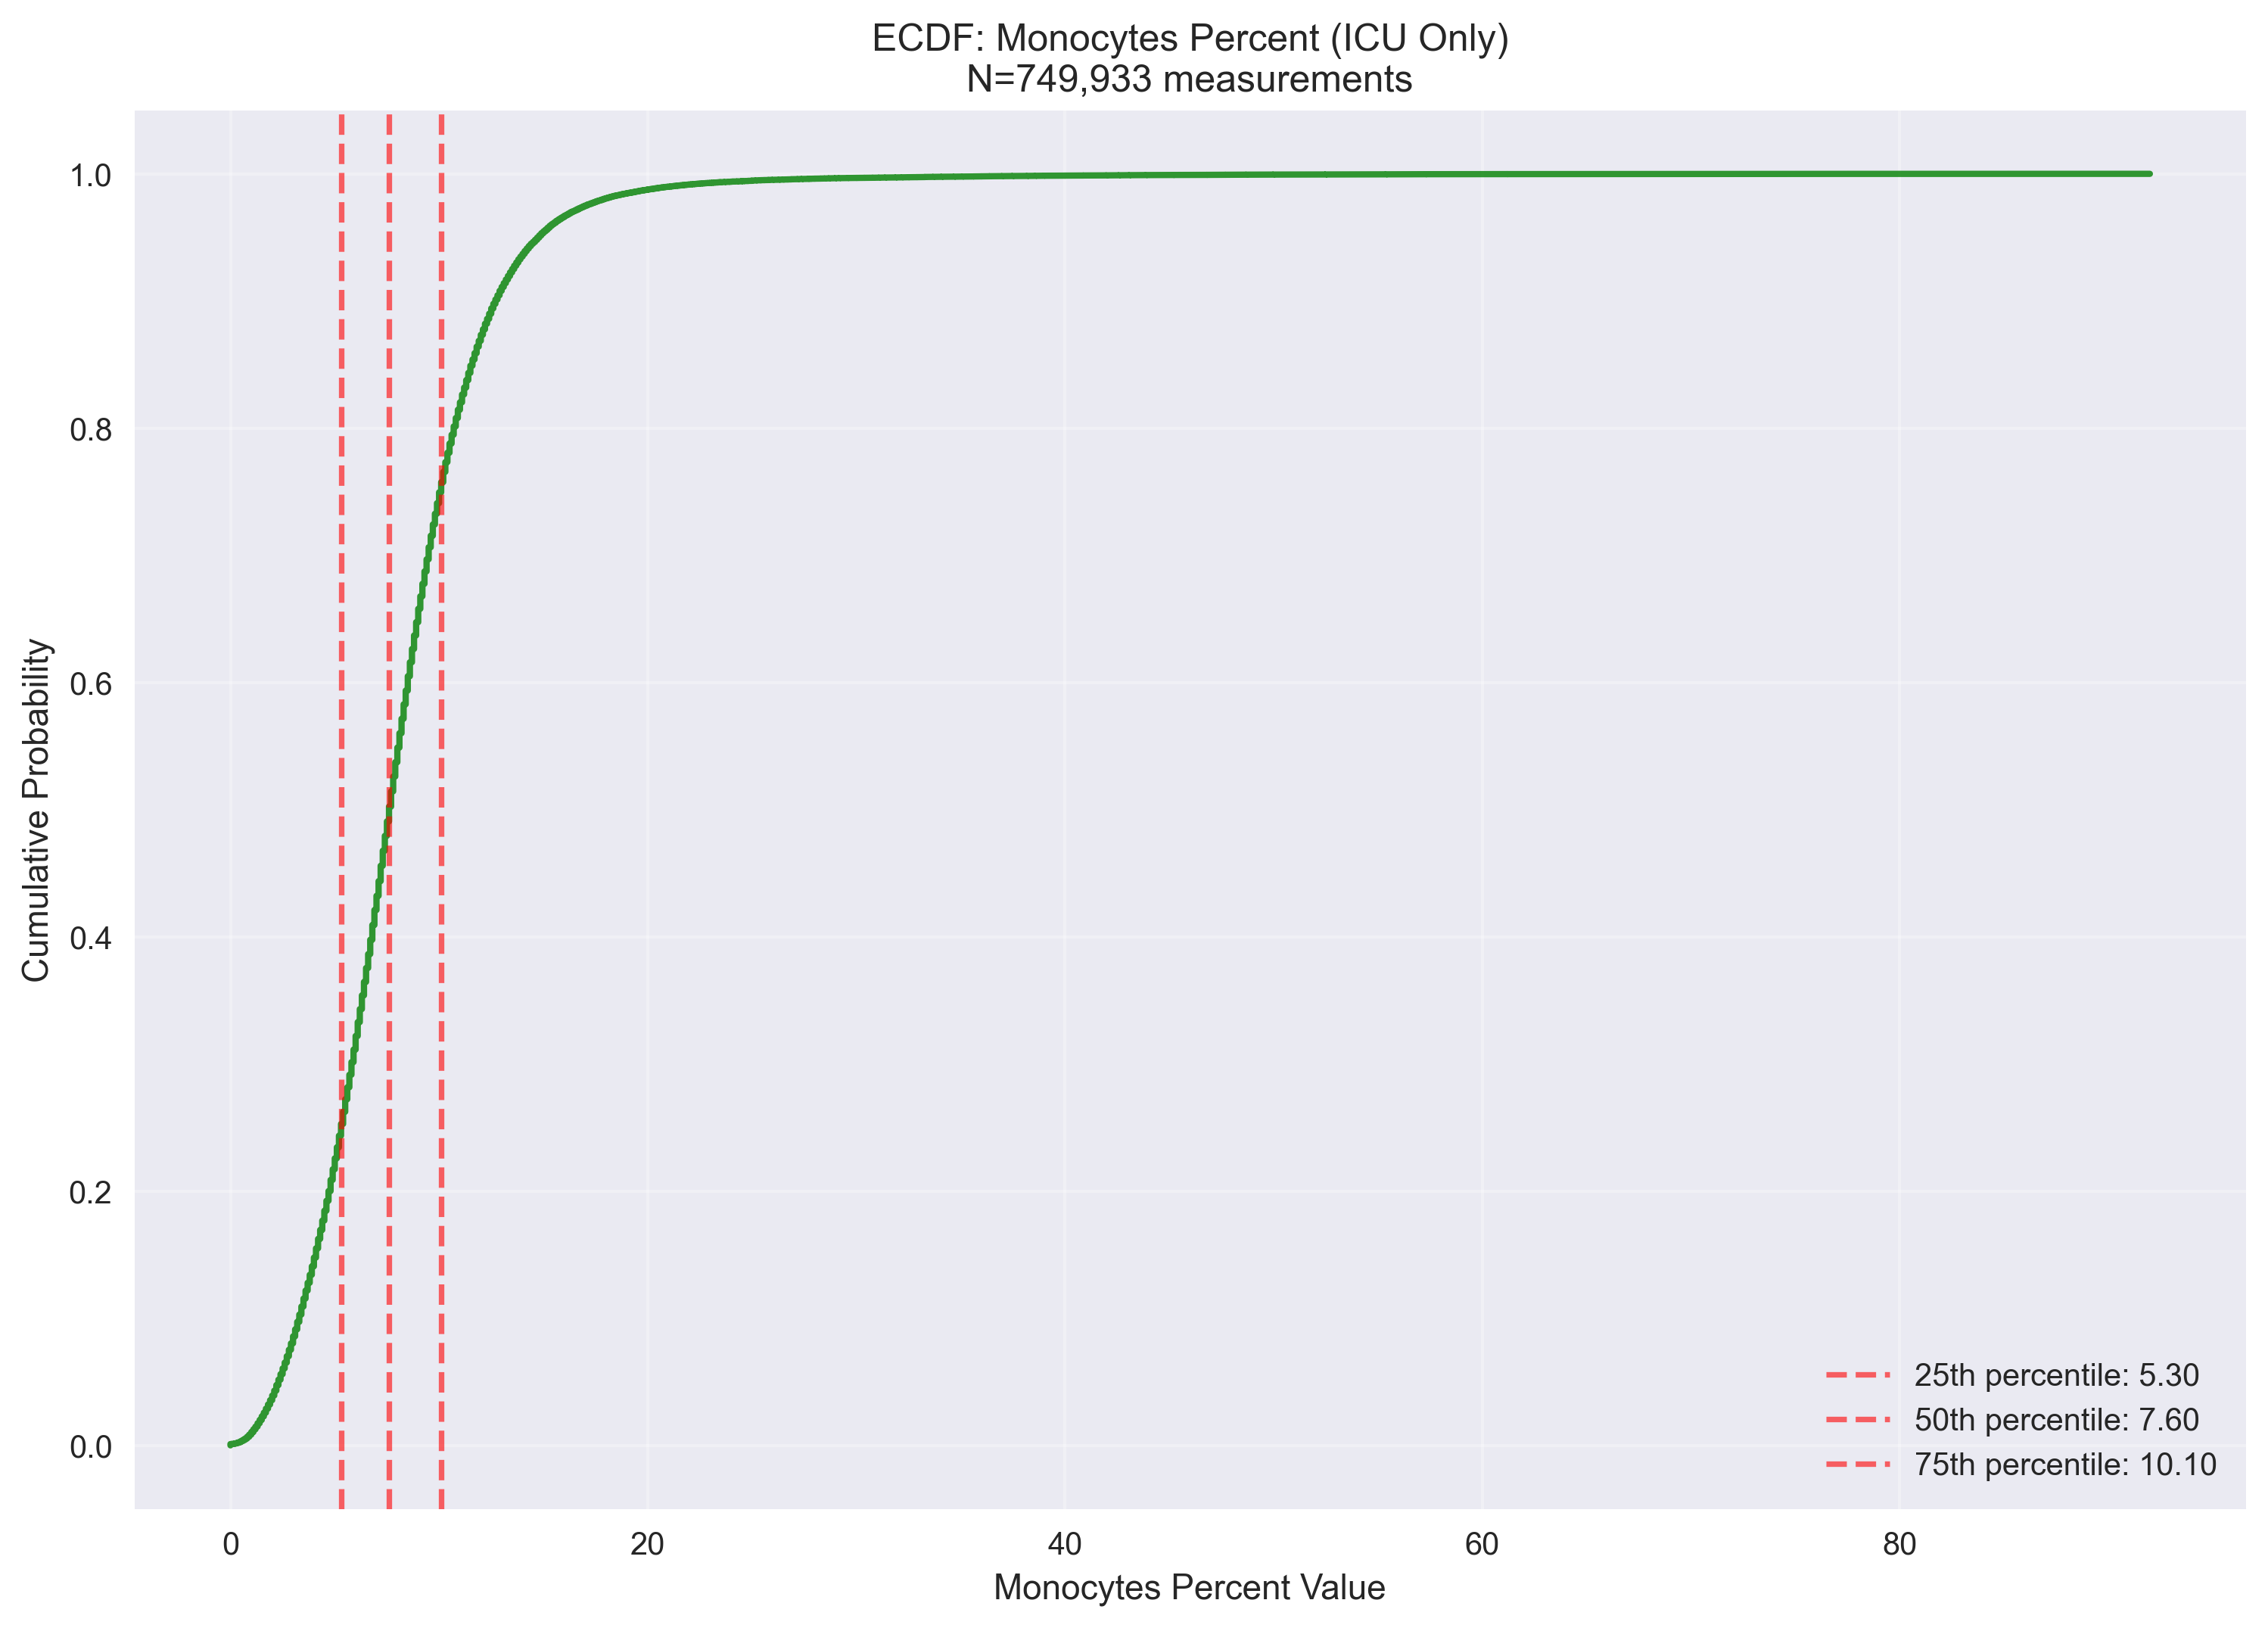 ECDF: Monocytes Percent (ICU Only)
N=749,933 measurements
Cumulative Probability
1.0
0.8
0.6
0.4
0.2
0.0
25th percentile: 5.30
50th percentile: 7.60
75th percentile: 10.10
0 20 40 60 80
Monocytes Percent Value